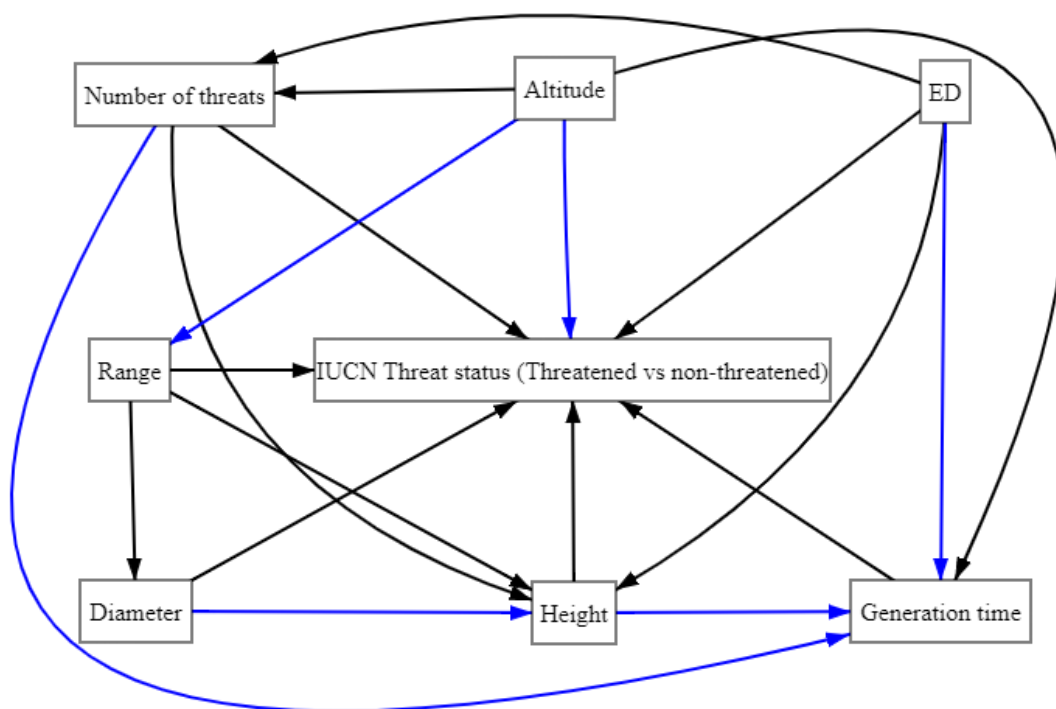 Number of threats
Altitude
ED
Range
IUCN Threat status (Threatened vs non-threatened)
Diameter
Height
Generation time